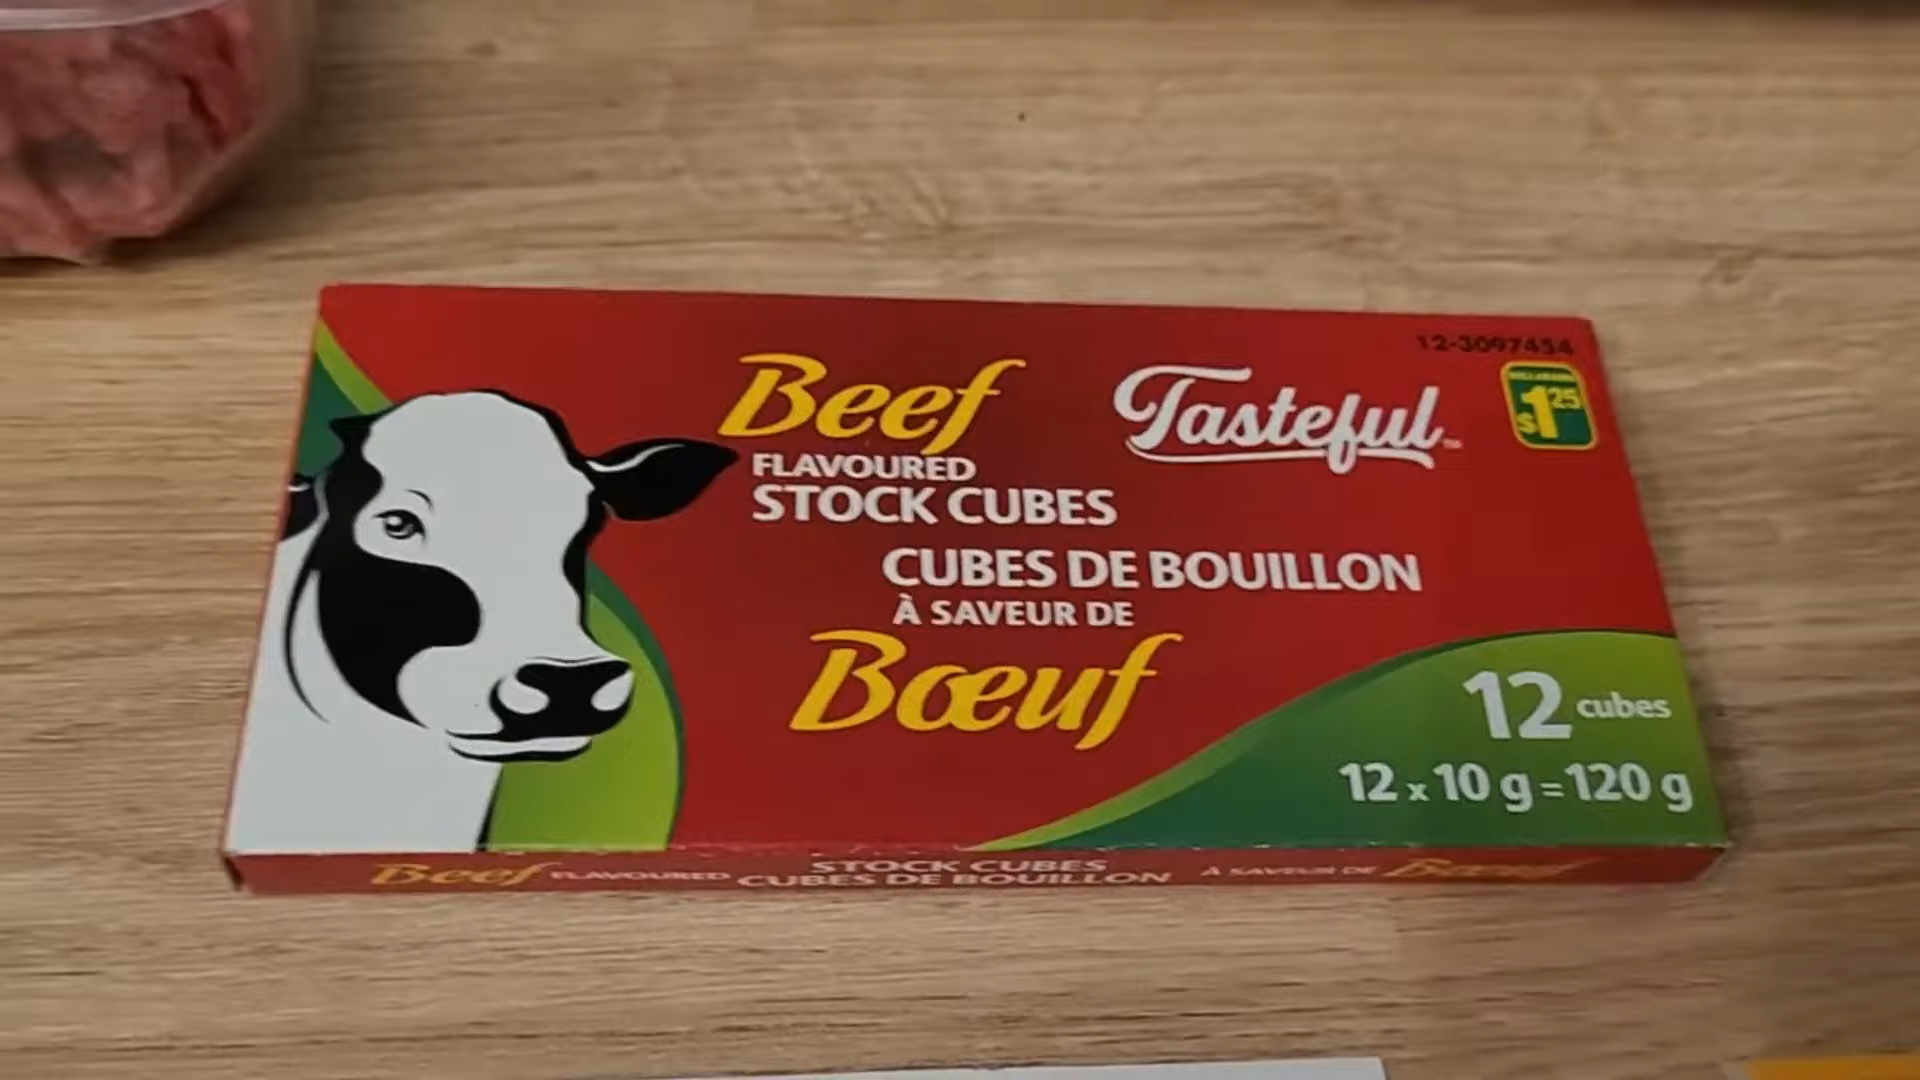 12-3097454
Beef
Tasteful
$1.25
FLAVOURED
STOCK CUBES
CUBES DE BOUILLON
À SAVEUR DE
Bœuf
12 cubes
12 x 10 g = 120 g
Beef FLAVOURED STOCK CUBES
CUBES DE BOUILLON À SAVEUR DE Bœuf